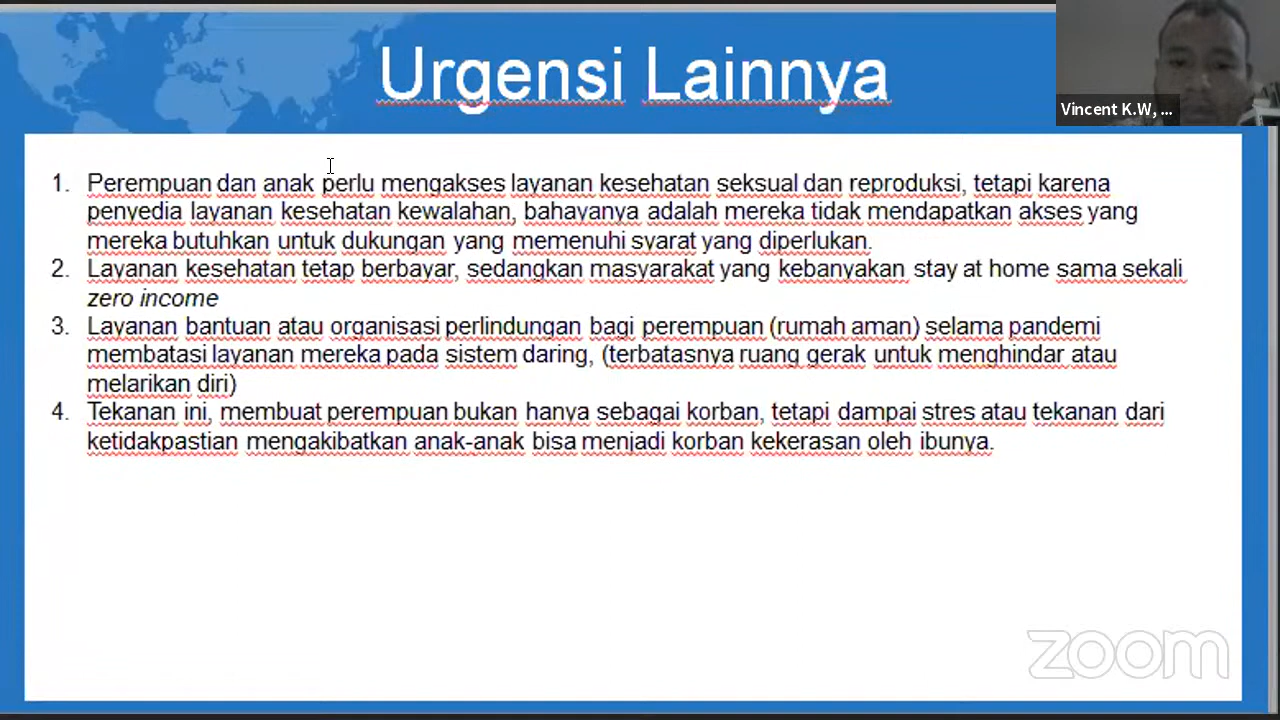 Urgensi Lainnya
Vincent K.W, ...
1. Perempuan dan anak perlu mengakses layanan kesehatan seksual dan reproduksi, tetapi karena
penyedia layanan kesehatan kewalahan, bahayanya adalah mereka tidak mendapatkan akses yang
mereka butuhkan untuk dukungan yang memenuhi syarat yang diperlukan.
2. Layanan kesehatan tetap berbayar, sedangkan masyarakat yang kebanyakan stay at home sama sekali
zero income
3. Layanan bantuan atau organisasi perlindungan bagi perempuan (rumah aman) selama pandemi
membatasi layanan mereka pada sistem daring, (terbatasnya ruang gerak untuk menghindar atau
melarikan diri)
4. Tekanan ini, membuat perempuan bukan hanya sebagai korban, tetapi dampai stres atau tekanan dari
ketidakpastian mengakibatkan anak-anak bisa menjadi korban kekerasan oleh ibunya.
zoom